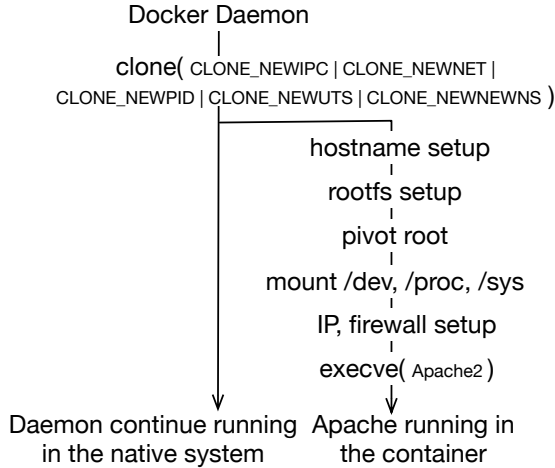 Docker Daemon
clone( CLONE_NEWIPC | CLONE_NEWNET |
CLONE_NEWPID | CLONE_NEWUTS | CLONE_NEWNEWNS )
hostname setup
rootfs setup
pivot root
mount /dev, /proc, /sys
IP, firewall setup
execve( Apache2 )
Daemon continue running
in the native system
Apache running in
the container